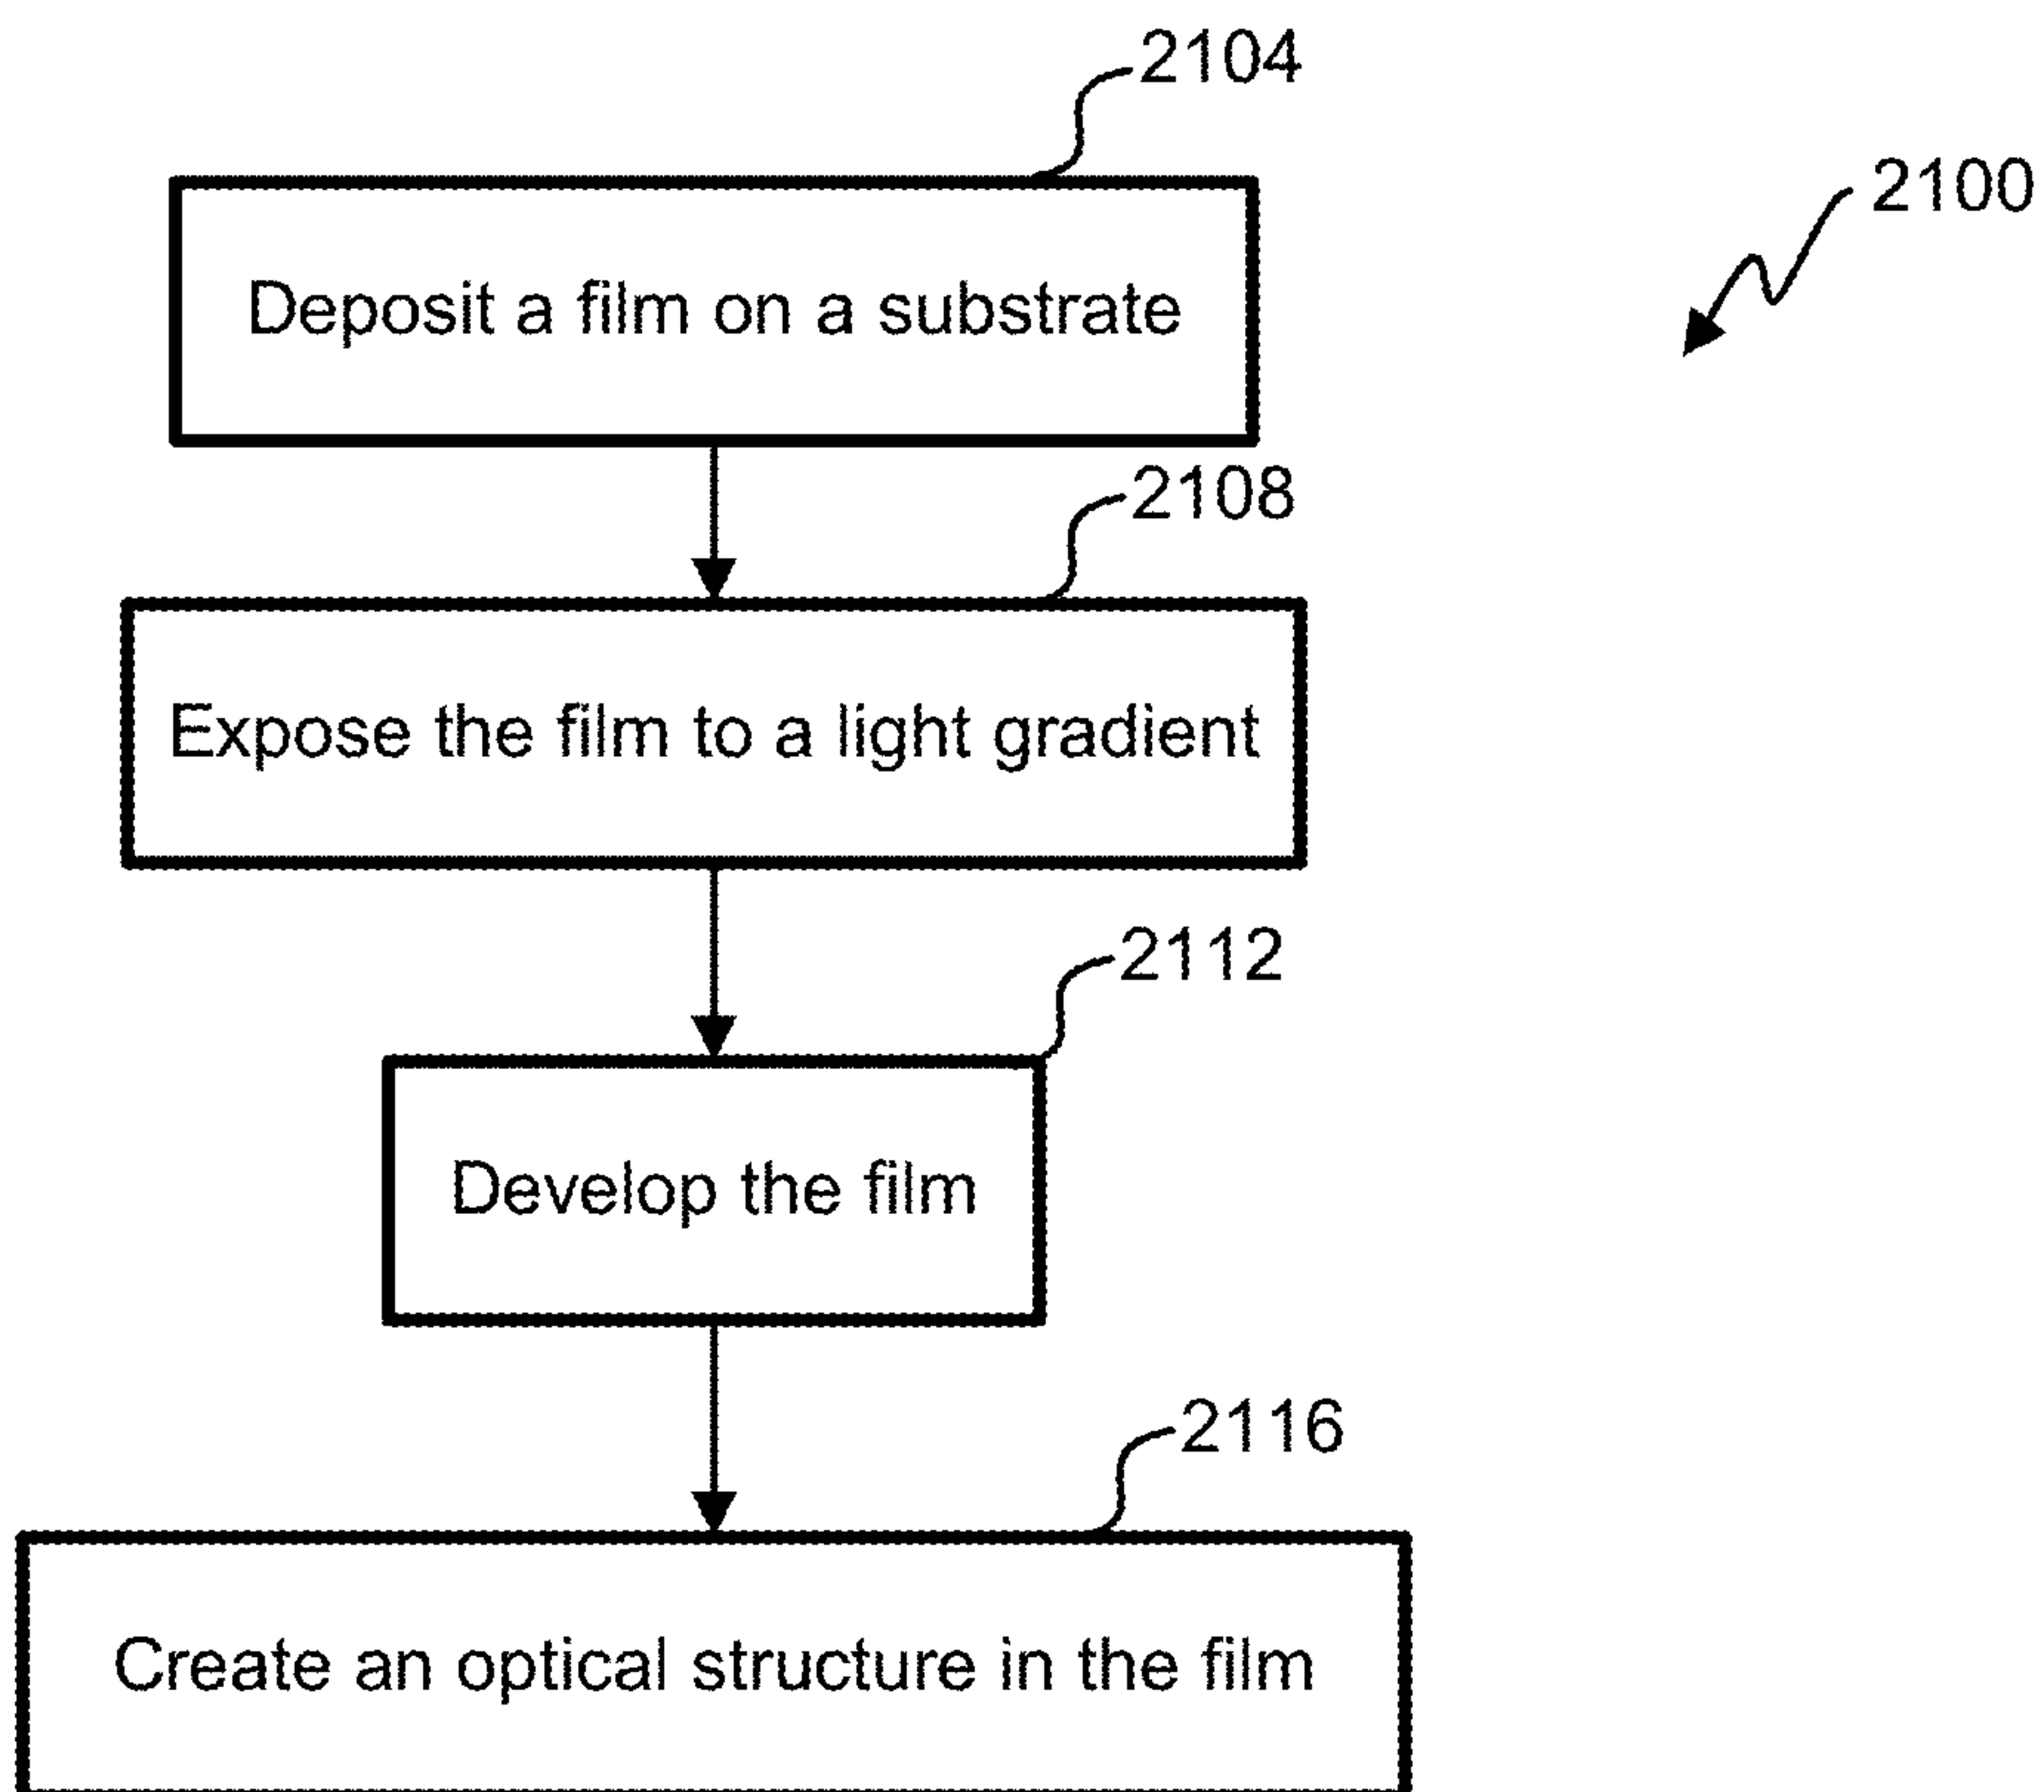 2104
2100
Deposit a film on a substrate
2108
Expose the film to a light gradient
2112
Develop the film
2116
Create an optical structure in the film